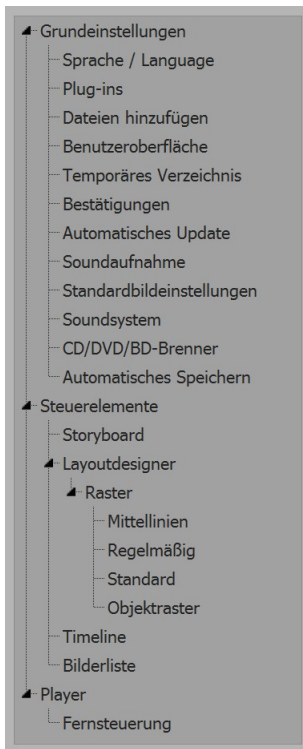 Grundeinstellungen
Sprache / Language
Plug-ins
Dateien hinzufügen
Benutzeroberfläche
Temporäres Verzeichnis
Bestätigungen
Automatisches Update
Soundaufnahme
Standardbildeinstellungen
Soundsystem
CD/DVD/BD-Brenner
Automatisches Speichern
Steuerelemente
Storyboard
Layoutdesigner
Raster
Mittellinien
Regelmäßig
Standard
Objektraster
Timeline
Bilderliste
Player
Fernsteuerung